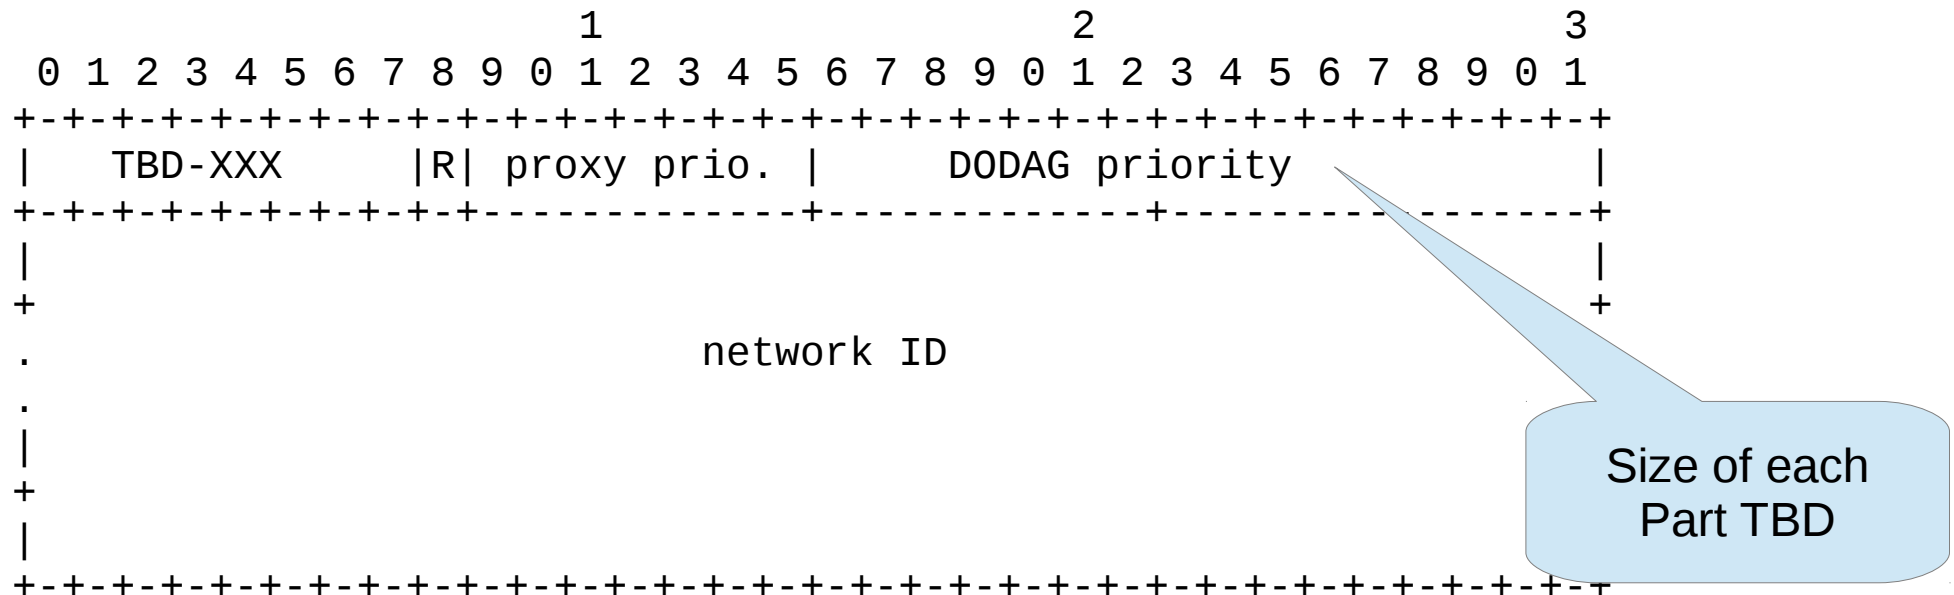 1                   2                   3
 0 1 2 3 4 5 6 7 8 9 0 1 2 3 4 5 6 7 8 9 0 1 2 3 4 5 6 7 8 9 0 1
+-+-+-+-+-+-+-+-+-+-+-+-+-+-+-+-+-+-+-+-+-+-+-+-+-+-+-+-+-+-+-+-+
|   TBD-XXX     |R| proxy prio. |     DODAG priority            |
+-+-+-+-+-+-+-+-+-+-------------+-------------+-----------------+
|                                                               |
+                                                               +
.                           network ID
.
|
+
|
+-+-+-+-+-+-+-+-+-+-+-+-+-+-+-+-+-+-+-+-+-+-+-+-+-+-+-+-+-+-+-+-+
Size of each
Part TBD